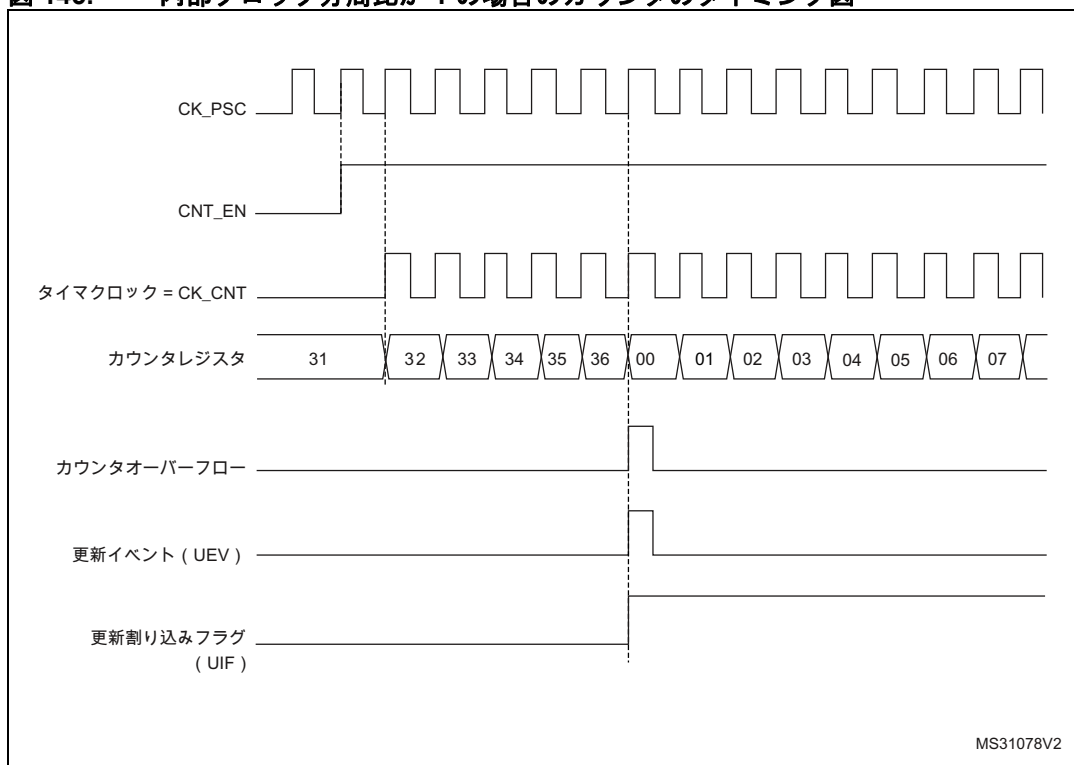 CK_PSC
CNT_EN
タイマクロック = CK_CNT
カウンタレジスタ 31 32 33 34 35 36 00 01 02 03 04 05 06 07
カウンタオーバーフロー
更新イベント ( UEV )
更新割り込みフラグ
( UIF )
MS31078V2